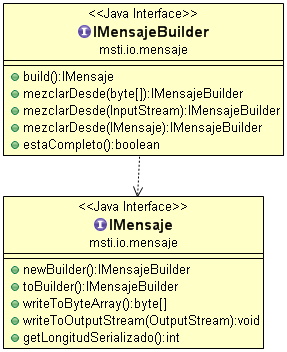 <<Java Interface>>
IMensajeBuilder
msti.io.mensaje
build():IMensaje
mezclarDesde(byte[]):IMensajeBuilder
mezclarDesde(InputStream):IMensajeBuilder
mezclarDesde(IMensaje):IMensajeBuilder
estaCompleto():boolean
<<Java Interface>>
IMensaje
msti.io.mensaje
newBuilder():IMensajeBuilder
toBuilder():IMensajeBuilder
writeToByteArray():byte[]
writeToOutputStream(OutputStream):void
getLongitudSerializado():int